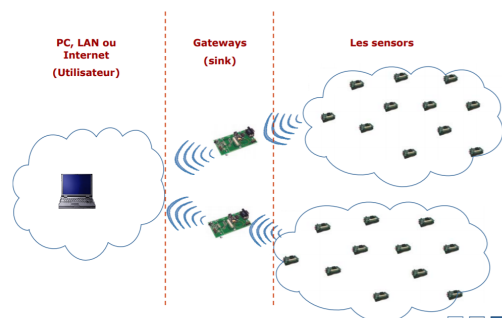 PC, LAN ou
Internet
(Utilisateur)
Gateways
(sink)
Les sensors